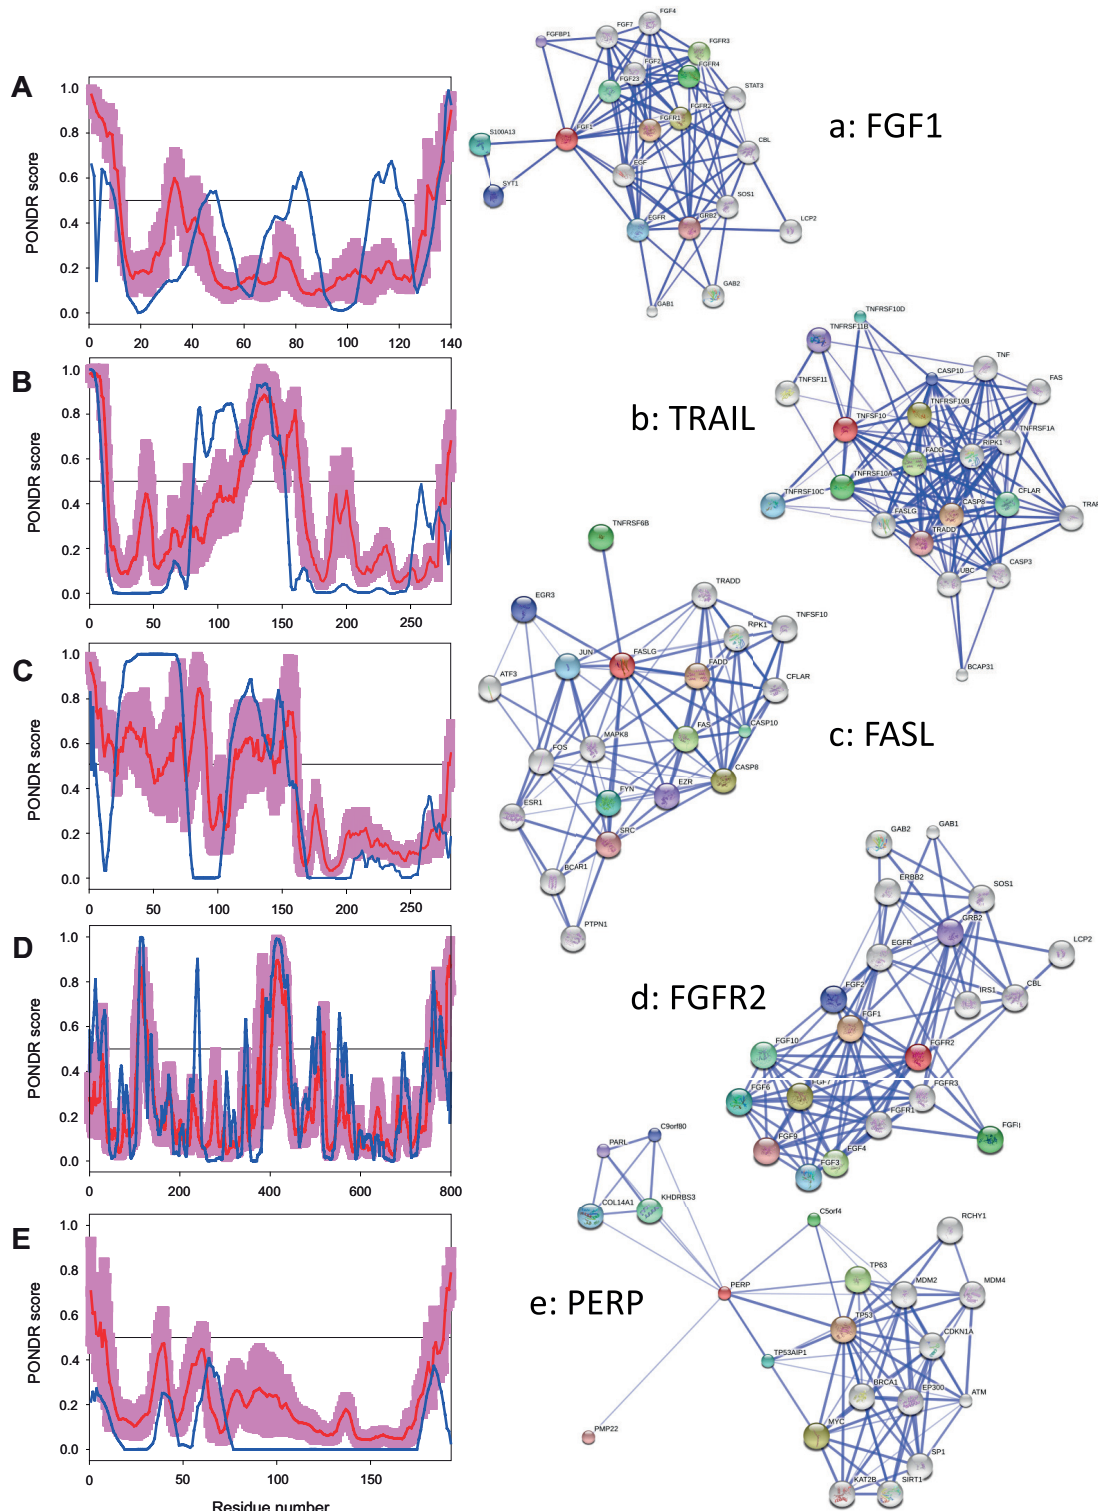 A
PONDR score
1.0
0.8
0.6
0.4
0.2
0.0
0 20 40 60 80 100 120 140
FGF4
FGF7
FGFBP1
FGFR3
FGF2
FGFR4
FGF23
STAT3
FGFR2
FGFR1
FGF1
S100A13
CBL
EGF
SYT1
SOS1
EGFR
GRB2
LCP2
GAB2
GAB1
a: FGF1
B
PONDR score
1.0
0.8
0.6
0.4
0.2
0.0
0 50 100 150 200 250
TNFRSF10D
TNFRSF11B
TNF
CASP10
FAS
TNFSF11
TNFRSF10B
TNFSF10
TNFRSF1A
RIPK1
FADD
TNFRSF10A
TNFRSF10C
CASP8
CFLAR
FASLG
TRADD
UBC
CASP3
BCAP31
b: TRAIL
C
PONDR score
1.0
0.8
0.6
0.4
0.2
0.0
0 50 100 150 200 250
TNFRSF6B
TRADD
EGR3
TNFSF10
RIPK1
JUN
FASLG
FADD
ATF3
CFLAR
CASP10
FAS
MAPK8
FOS
CASP8
EZR
FYN
ESR1
SRC
BCAR1
PTPN1
c: FASL
D
PONDR score
1.0
0.8
0.6
0.4
0.2
0.0
0 200 400 600 800
GAB1
GAB2
ERBB2
SOS1
GRB2
EGFR
LCP2
FGF2
IRS1
CBL
FGF1
FGF10
FGFR2
FGF7
FGF6
FGFR3
FGFR1
FGF9
FGF4
FGF3
d: FGFR2
E
PONDR score
1.0
0.8
0.6
0.4
0.2
0.0
0 50 100 150
Residue number
C9orf80
PARL
COL14A1
KHDRBS3
C5orf4
RCHY1
TP63
PERP
MDM2
MDM4
TP53
CDKN1A
TP53AIP1
BRCA1
EP300
ATM
MYC
PMP22
SP1
KAT2B
SIRT1
e: PERP